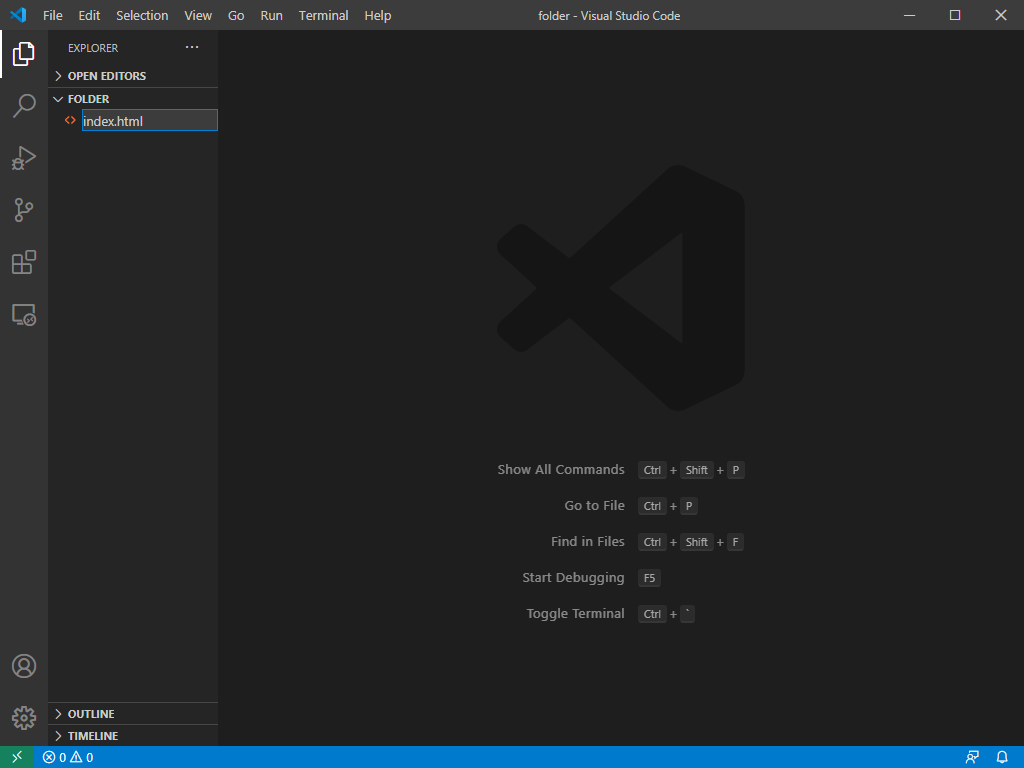 File Edit Selection View Go Run Terminal Help folder - Visual Studio Code
EXPLORER ···
OPEN EDITORS
FOLDER
<> index.html
Show All Commands Ctrl + Shift + P
Go to File Ctrl + P
Find in Files Ctrl + Shift + F
Start Debugging F5
Toggle Terminal Ctrl + `
OUTLINE
TIMELINE
0 0